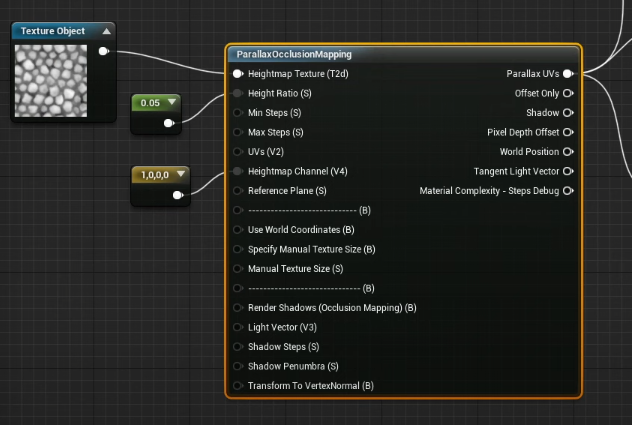 Texture Object
ParallaxOcclusionMapping
Heightmap Texture (T2d)
Parallax UVs
0.05
Height Ratio (S)
Offset Only
Min Steps (S)
Shadow
Max Steps (S)
Pixel Depth Offset
UVs (V2)
World Position
1,0,0,0
Heightmap Channel (V4)
Tangent Light Vector
Reference Plane (S)
Material Complexity - Steps Debug
---------------------------- (B)
Use World Coordinates (B)
Specify Manual Texture Size (B)
Manual Texture Size (S)
----------------------------- (B)
Render Shadows (Occlusion Mapping) (B)
Light Vector (V3)
Shadow Steps (S)
Shadow Penumbra (S)
Transform To VertexNormal (B)